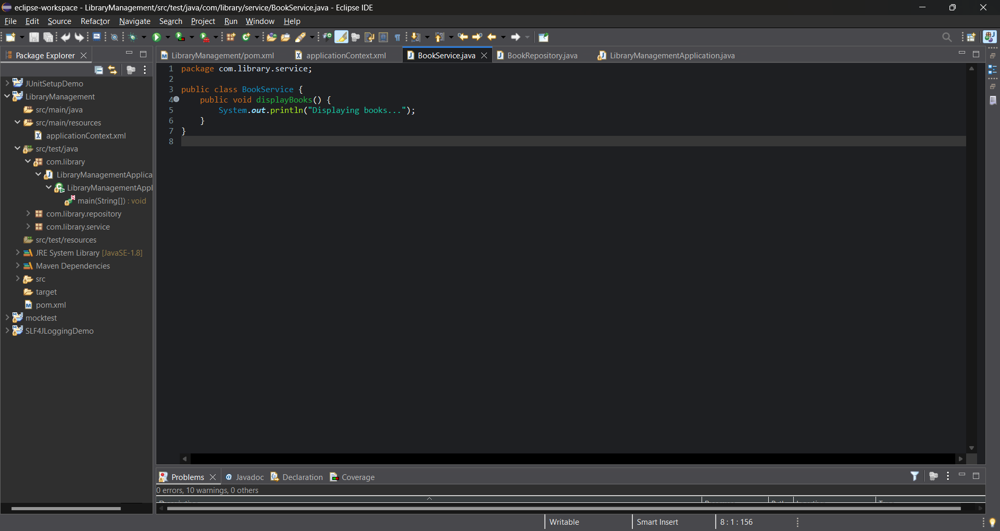 eclipse-workspace - LibraryManagement/src/test/java/com/library/service/BookService.java - Eclipse IDE
File Edit Source Refactor Navigate Search Project Run Window Help
Package Explorer
LibraryManagement/pom.xml applicationContext.xml BookService.java BookRepository.java LibraryManagementApplication.java
JUnitSetupDemo
LibraryManagement
src/main/java
src/main/resources
applicationContext.xml
src/test/java
com.library
LibraryManagementApplica
LibraryManagementAppl
main(String[]) : void
com.library.repository
com.library.service
src/test/resources
JRE System Library [JavaSE-1.8]
Maven Dependencies
src
target
pom.xml
mocktest
SLF4JLoggingDemo
1 package com.library.service;
2
3 public class BookService {
4 public void displayBooks() {
5 System.out.println("Displaying books...");
6 }
7 }
8
Problems Javadoc Declaration Coverage
0 errors, 10 warnings, 0 others
Writable Smart Insert 8 : 1 : 156